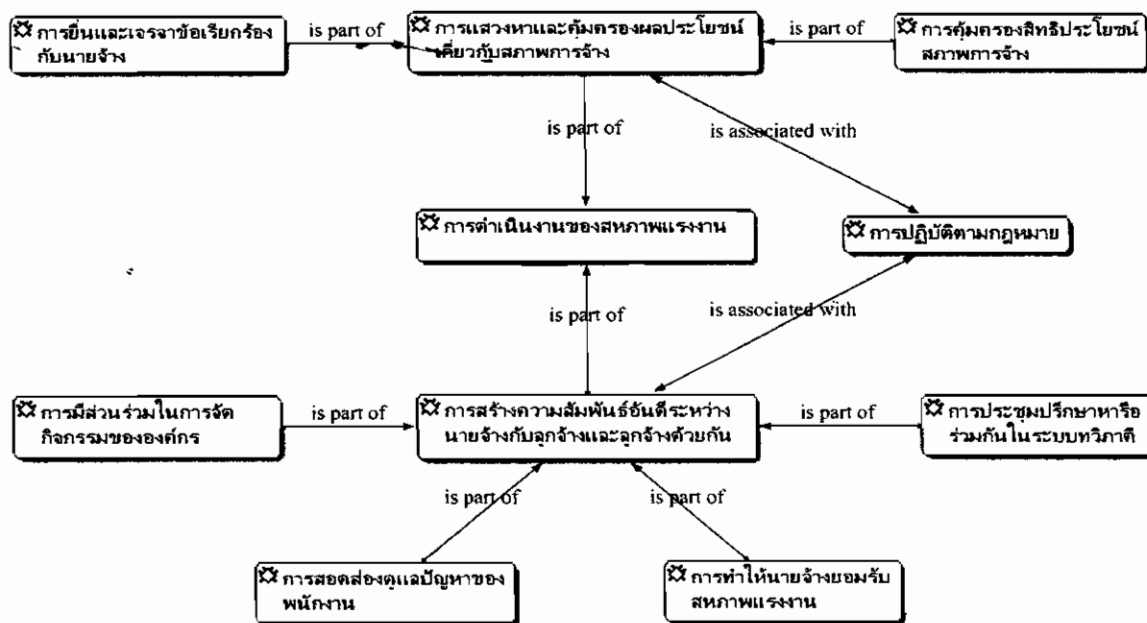 การยื่นและเจรจาข้อเรียกร้อง
กับนายจ้าง
is part of
การแสวงหาและคุ้มครองผลประโยชน์
เกี่ยวกับสภาพการจ้าง
is part of
การคุ้มครองสิทธิประโยชน์
สภาพการจ้าง
is part of
is associated with
การดำเนินงานของสหภาพแรงงาน
การปฏิบัติตามกฎหมาย
is part of
is associated with
การมีส่วนร่วมในการจัด
กิจกรรมขององค์กร
is part of
การสร้างความสัมพันธ์อันดีระหว่าง
นายจ้างกับลูกจ้างและลูกจ้างด้วยกัน
is part of
การประชุมปรึกษาหารือ
ร่วมกันในระบบทวิภาคี
is part of
is part of
การสอดส่องดูแลปัญหาของ
พนักงาน
การทำให้นายจ้างยอมรับ
สหภาพแรงงาน